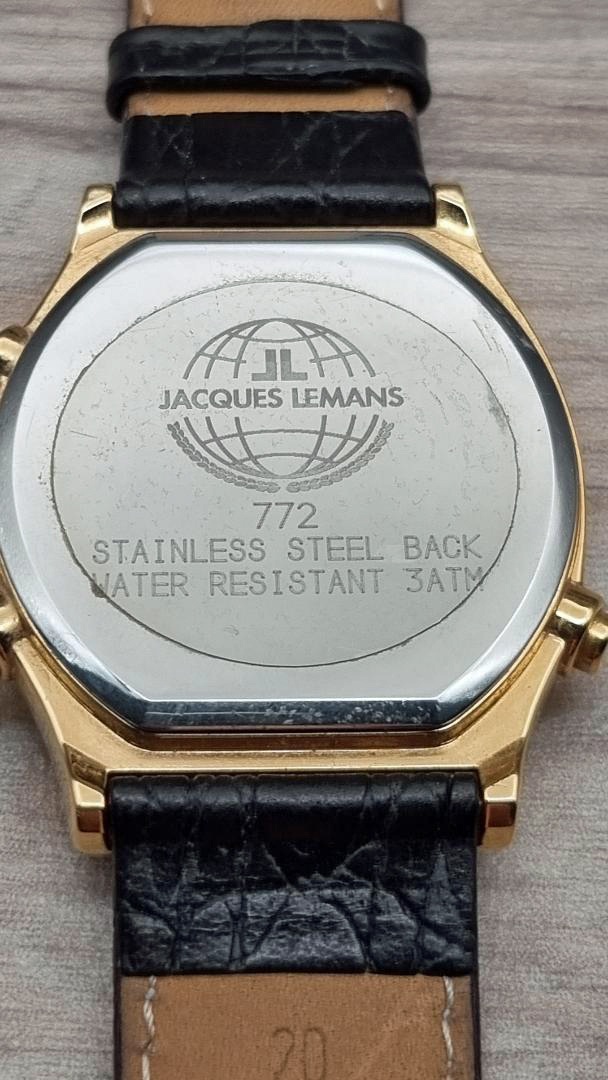 JL
JACQUES LEMANS
772
STAINLESS STEEL BACK
WATER RESISTANT 3ATM
20